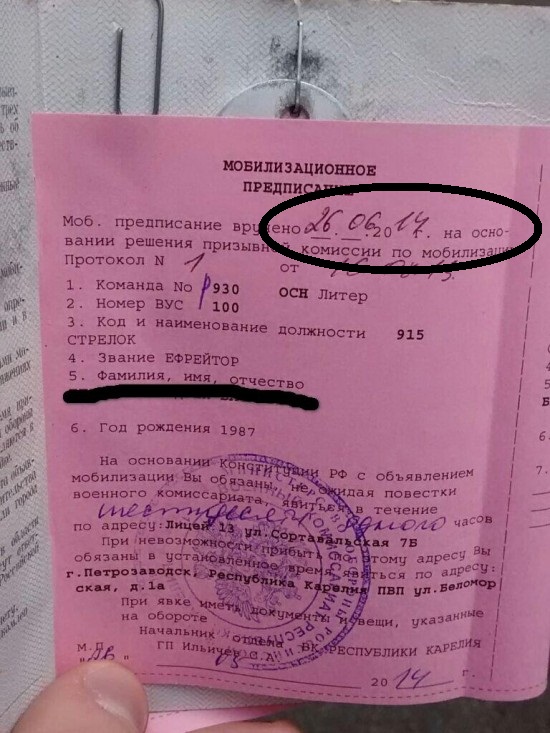 МОБИЛИЗАЦИОННОЕ
ПРЕДПИСАНИЕ
Моб. предписание вручено 26.06.2014г. на осно-
вании решения призывной комиссии по мобилизации
Протокол N 1 от
1. Команда No р930 ОСН Литер
2. Номер ВУС 100
3. Код и наименование должности 915
СТРЕЛОК
4. Звание ЕФРЕЙТОР
5. Фамилия, имя, отчество
6. Год рождения 1987
На основании Конституции РФ с объявлением
мобилизации Вы обязаны, не ожидая повестки
военного комиссариата, явиться в течение
часов
по адресу:Лицей 13 ул.Сортавальская 7Б
При невозможности прибыть по этому адресу Вы
обязаны в установленное время явиться по адресу:
г.Петрозаводск, Республика Карелия ПВП ул.Беломор
ская, д.1а
При явке иметь документы и вещи, указанные
на обороте
Начальник отдела ВК РЕСПУБЛИКИ КАРЕЛИЯ
М.П. ГП Ильичев С.А.
2014 г.